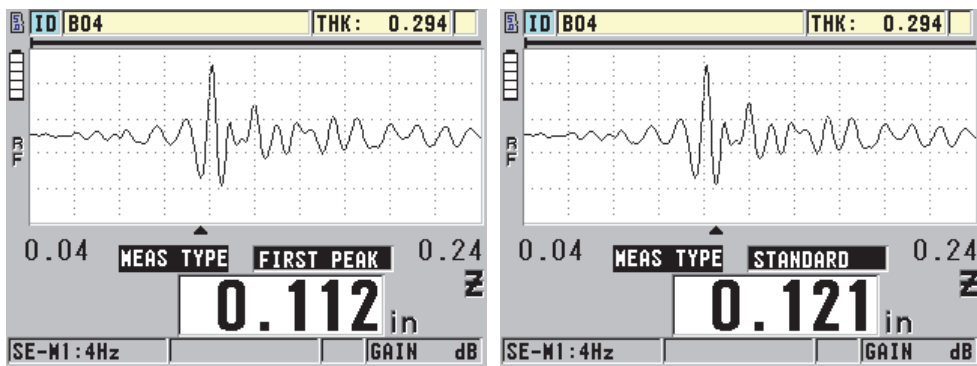 ID B04 THK: 0.294
RF
0.04 0.24
MEAS TYPE FIRST PEAK
0.112 in
SE-M1:4Hz GAIN dB
ID B04 THK: 0.294
RF
0.04 0.24
MEAS TYPE STANDARD
0.121 in
SE-M1:4Hz GAIN dB